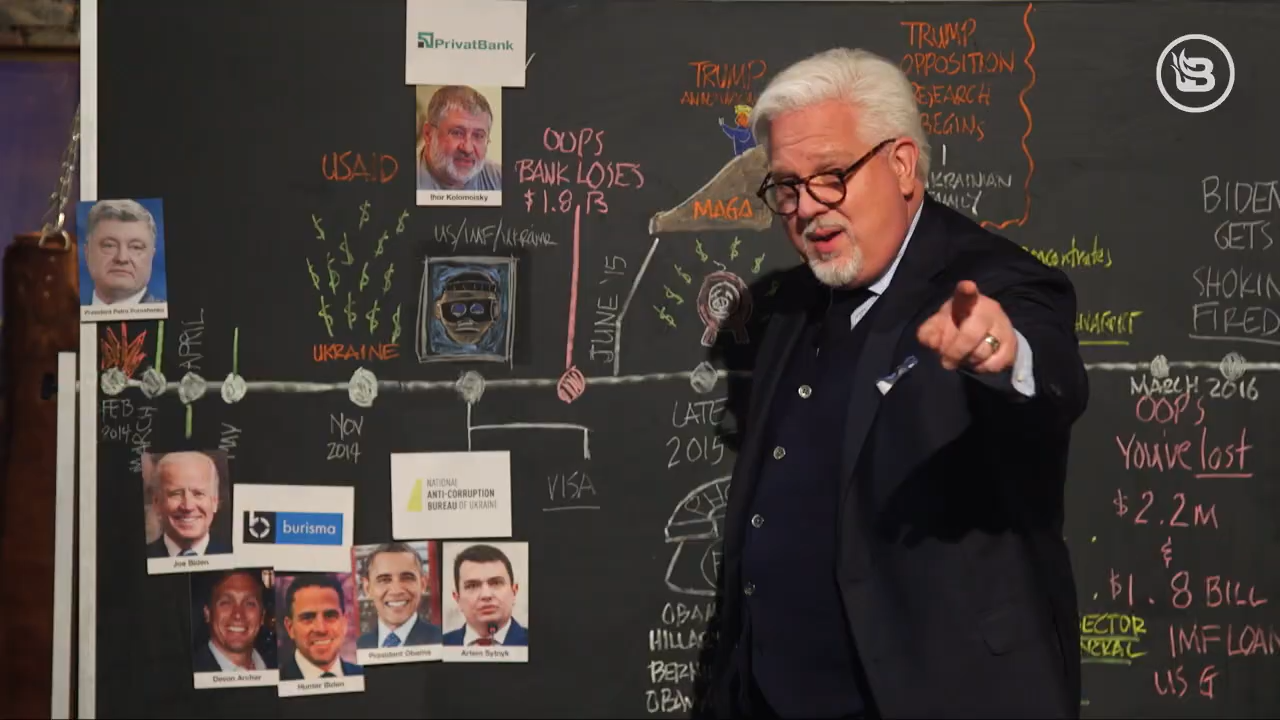 PrivatBank
Ihor Kolomoisky
USAID
$ $ $ $ $ $ $ $ $ $ $ $
UKRAINE
President Petro Poroshenko
US/IMF/UKRAINE
OOPS
BANK LOSES
$1.8 B
JUNE '15
TRUMP
MAGA
TRUMP
OPPOSITION
RESEARCH
BEGINS
BIDEN
GETS
SHOKIN
FIRED
FEB
2014
MARCH
APRIL
MAY
NOV
2014
VISA
LATE
2015
MARCH 2016
OOPS
You've lost
$2.2M
&
$1.8 BILL
IMF LOAN
US G
Joe Biden
b burisma
NATIONAL
ANTI-CORRUPTION
BUREAU OF UKRAINE
Devon Archer
Hunter Biden
President Obama
Artem Sytnyk
B